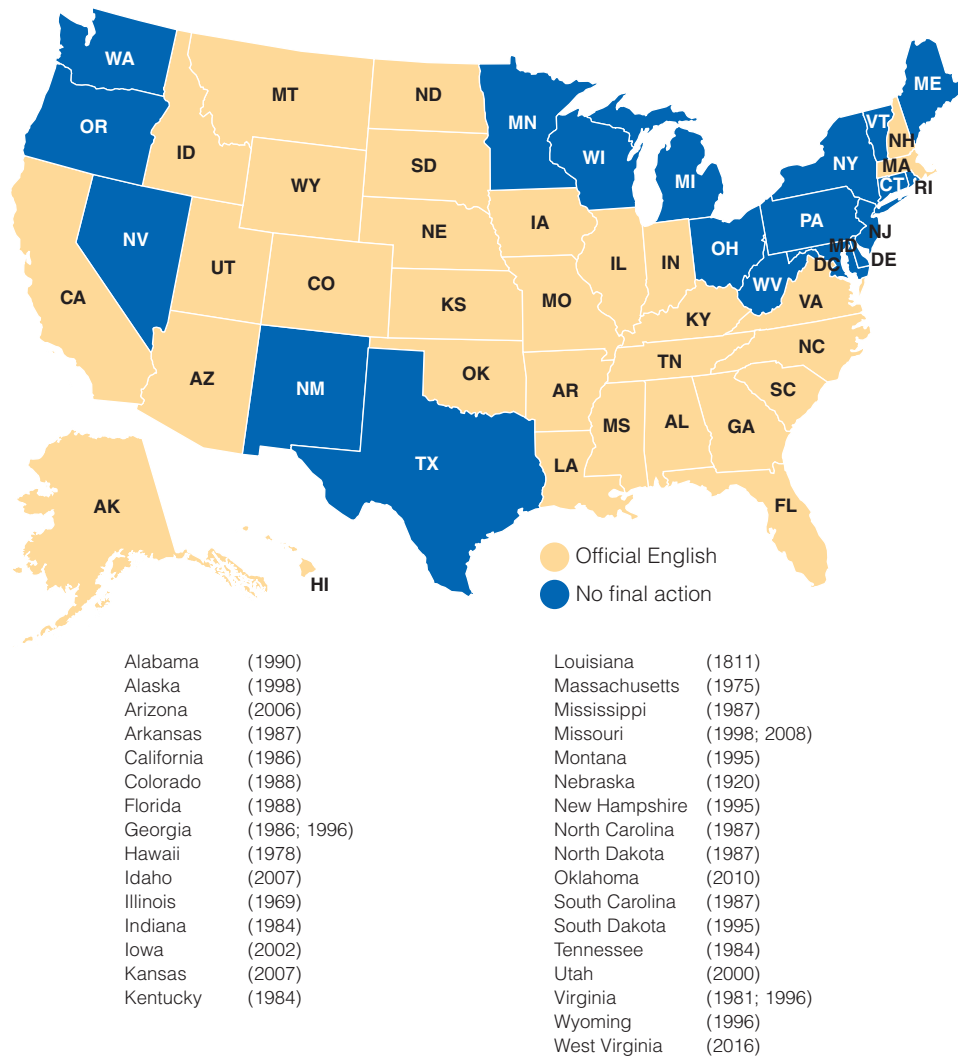 WA
MT
ND
MN
ME
VT
NH
OR
ID
SD
WI
MI
NY
MA
CT
RI
WY
NV
NE
IA
PA
NJ
OH
MD
DE
DC
UT
CO
IL
IN
WV
VA
CA
KS
MO
KY
NC
AZ
NM
OK
TN
AR
SC
MS
AL
GA
TX
LA
AK
FL
HI
Official English
No final action
Alabama (1990)
Alaska (1998)
Arizona (2006)
Arkansas (1987)
California (1986)
Colorado (1988)
Florida (1988)
Georgia (1986; 1996)
Hawaii (1978)
Idaho (2007)
Illinois (1969)
Indiana (1984)
Iowa (2002)
Kansas (2007)
Kentucky (1984)
Louisiana (1811)
Massachusetts (1975)
Mississippi (1987)
Missouri (1998; 2008)
Montana (1995)
Nebraska (1920)
New Hampshire (1995)
North Carolina (1987)
North Dakota (1987)
Oklahoma (2010)
South Carolina (1987)
South Dakota (1995)
Tennessee (1984)
Utah (2000)
Virginia (1981; 1996)
Wyoming (1996)
West Virginia (2016)